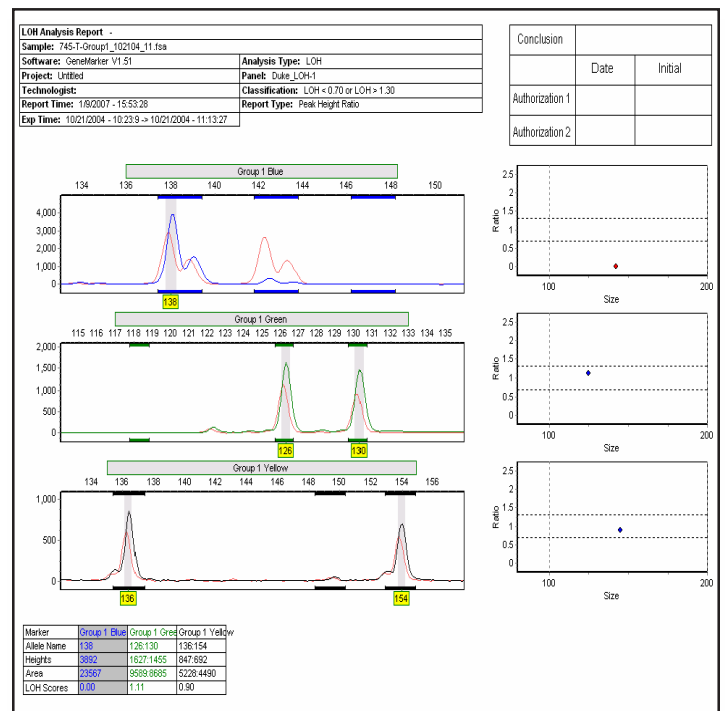 LOH Analysis Report -
Sample: 745-T-Group1_102104_11.fsa
Software: GeneMarker V1.51 Analysis Type: LOH
Project: Untitled Panel: Duke_LOH-1
Technologist: Classification: LOH < 0.70 or LOH > 1.30
Report Time: 1/9/2007 - 15:53:28 Report Type: Peak Height Ratio
Exp Time: 10/21/2004 - 10:23:9 -> 10/21/2004 - 11:13:27
Conclusion
Date Initial
Authorization 1
Authorization 2
Group 1 Blue
134 136 138 140 142 144 146 148 150
4,000
3,000
2,000
1,000
0
138
2.5
2
1.5
1
0.5
0
Ratio
100 200
Size
Group 1 Green
115 116 117 118 119 120 121 122 123 124 125 126 127 128 129 130 131 132 133 134 135
2,000
1,500
1,000
500
0
126 130
2.5
2
1.5
1
0.5
0
Ratio
100 200
Size
Group 1 Yellow
134 136 138 140 142 144 146 148 150 152 154 156
1,000
500
0
136 154
2.5
2
1.5
1
0.5
0
Ratio
100 200
Size
Marker Group 1 Blue Group 1 Gree Group 1 Yellow
Allele Name 138 126:130 136:154
Heights 3892 1627:1455 847:692
Area 23567 9589:8685 5228:4490
LOH Scores 0.00 1.11 0.90